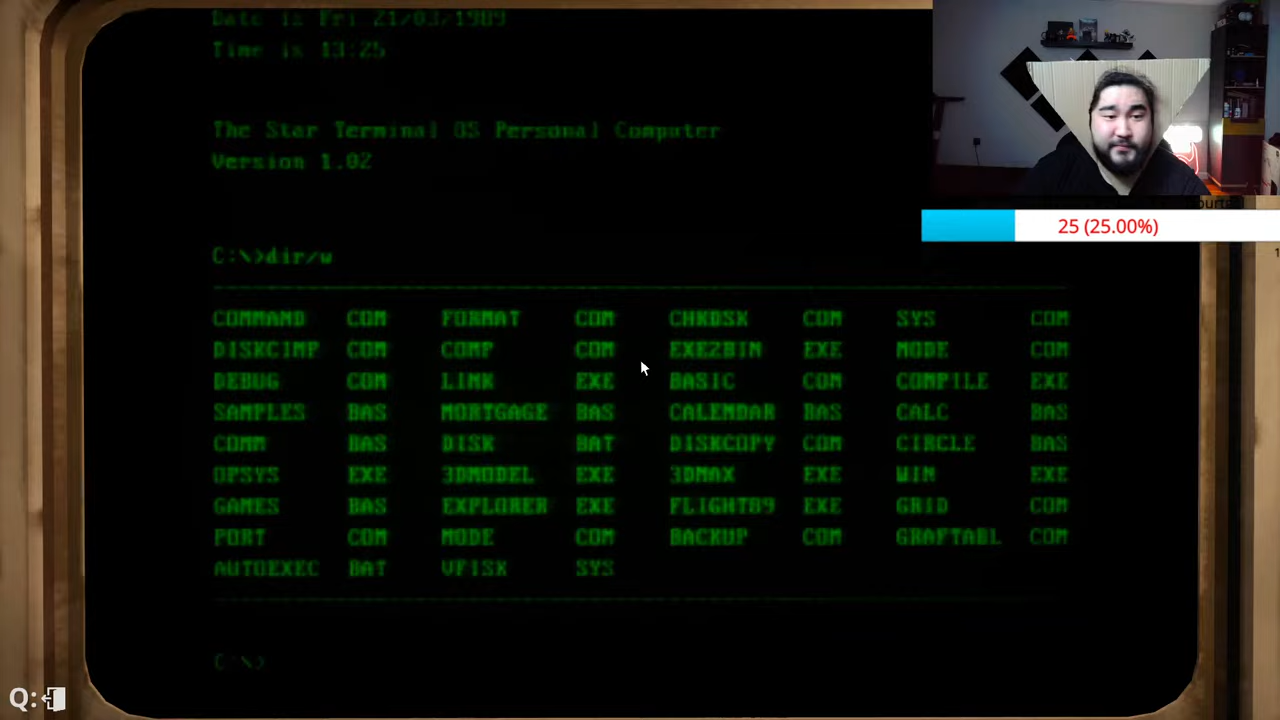 Date is Fri 21/03/1989
Time is 13:25
The Star Terminal OS Personal Computer
Version 1.02
C:\>dir/w
COMMAND COM FORMAT COM CHKDSK COM SYS COM
DISKCIMP COM COMP COM EXE2BIN EXE MODE COM
DEBUG COM LINK EXE BASIC COM COMPILE EXE
SAMPLES BAS MORTGAGE BAS CALENDAR BAS CALC BAS
COMM BAS DISK BAT DISKCOPY COM CIRCLE BAS
OPSYS EXE 3DMODEL EXE 3DMAX EXE WIN EXE
GAMES BAS EXPLORER EXE FLIGHT89 EXE GRID COM
PORT COM MODE COM BACKUP COM GRAFTABL COM
AUTOEXEC BAT VFISK SYS
C:\>
25 (25.00%)
Q: